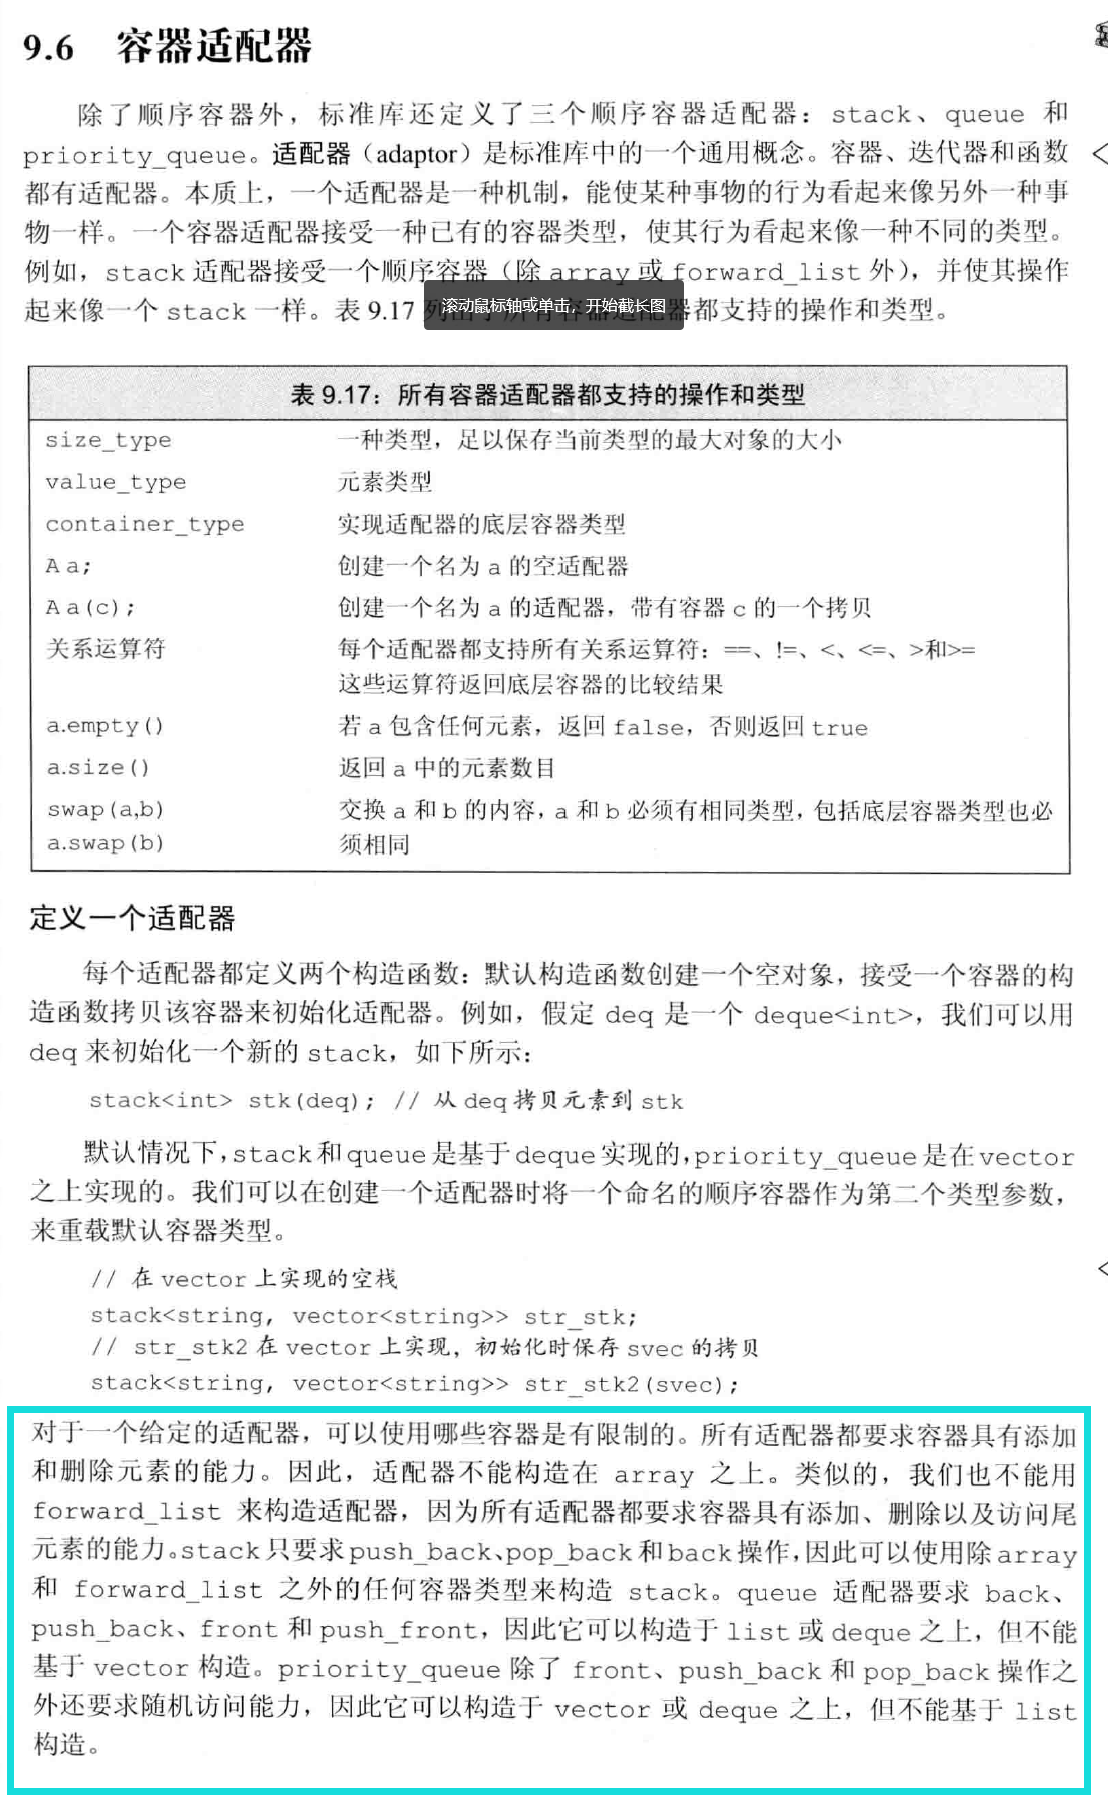 9.6 容器适配器
除了顺序容器外，标准库还定义了三个顺序容器适配器：stack、queue 和
priority_queue。适配器（adaptor）是标准库中的一个通用概念。容器、迭代器和函数
都有适配器。本质上，一个适配器是一种机制，能使某种事物的行为看起来像另外一种事
物一样。一个容器适配器接受一种已有的容器类型，使其行为看起来像一种不同的类型。
例如，stack 适配器接受一个顺序容器（除 array 或 forward_list 外），并使其操作
起来像一个 stack 一样。表 9.17 器都支持的操作和类型。
滚动鼠标轴或单击，开始截长图
表 9.17：所有容器适配器都支持的操作和类型
size_type 一种类型，足以保存当前类型的最大对象的大小
value_type 元素类型
container_type 实现适配器的底层容器类型
A a; 创建一个名为 a 的空适配器
A a(c); 创建一个名为 a 的适配器，带有容器 c 的一个拷贝
关系运算符 每个适配器都支持所有关系运算符：==、!=、<、<=、>和>=
这些运算符返回底层容器的比较结果
a.empty() 若 a 包含任何元素，返回 false，否则返回 true
a.size() 返回 a 中的元素数目
swap(a,b) 交换 a 和 b 的内容，a 和 b 必须有相同类型，包括底层容器类型也必
a.swap(b) 须相同
定义一个适配器
每个适配器都定义两个构造函数：默认构造函数创建一个空对象，接受一个容器的构
造函数拷贝该容器来初始化适配器。例如，假定 deq 是一个 deque<int>，我们可以用
deq 来初始化一个新的 stack，如下所示：
stack<int> stk(deq); // 从 deq 拷贝元素到 stk
默认情况下，stack 和 queue 是基于 deque 实现的，priority_queue 是在 vector
之上实现的。我们可以在创建一个适配器时将一个命名的顺序容器作为第二个类型参数，
来重载默认容器类型。
// 在 vector 上实现的空栈
stack<string, vector<string>> str_stk;
// str_stk2 在 vector 上实现，初始化时保存 svec 的拷贝
stack<string, vector<string>> str_stk2(svec);
对于一个给定的适配器，可以使用哪些容器是有限制的。所有适配器都要求容器具有添加
和删除元素的能力。因此，适配器不能构造在 array 之上。类似的，我们也不能用
forward_list 来构造适配器，因为所有适配器都要求容器具有添加、删除以及访问尾
元素的能力。stack 只要求 push_back、pop_back 和 back 操作，因此可以使用除 array
和 forward_list 之外的任何容器类型来构造 stack。queue 适配器要求 back、
push_back、front 和 push_front，因此它可以构造于 list 或 deque 之上，但不能
基于 vector 构造。priority_queue 除了 front、push_back 和 pop_back 操作之
外还要求随机访问能力，因此它可以构造于 vector 或 deque 之上，但不能基于 list
构造。